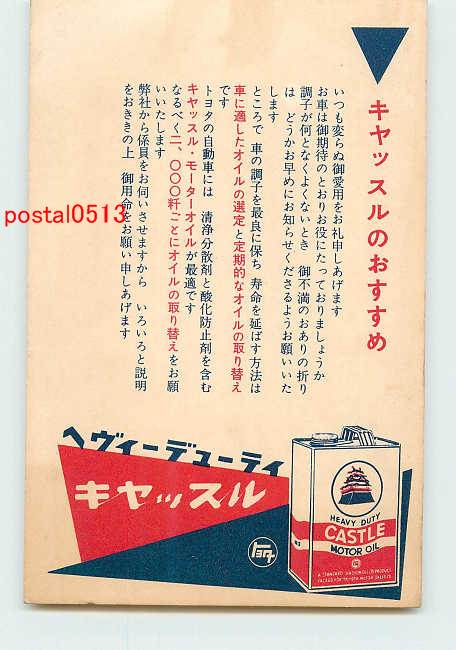 キヤッスルのおすすめ
いつも変らぬ御愛用をお礼申しあげます
お車は御期待のとおりお役にたっておりましょうか
調子が何となくよくないとき　御不満のおありの折り
は　どうかお早めにお知らせくださるようお願いいた
します
ところで　車の調子を最良に保ち　寿命を延ばす方法は
車に適したオイルの選定と定期的なオイルの取り替え
です
トヨタの自動車には　清浄分散剤と酸化防止剤を含む
キヤッスル・モーターオイルが最適です
なるべく二、〇〇〇粁ごとにオイルの取り替えをお願
いいたします
弊社から係員をお伺いさせますから　いろいろと説明
をおききの上　御用命をお願い申しあげます
postal0513
ヘヴィーデューティ
キヤッスル
トヨタ
HEAVY DUTY
CASTLE
MOTOR OIL